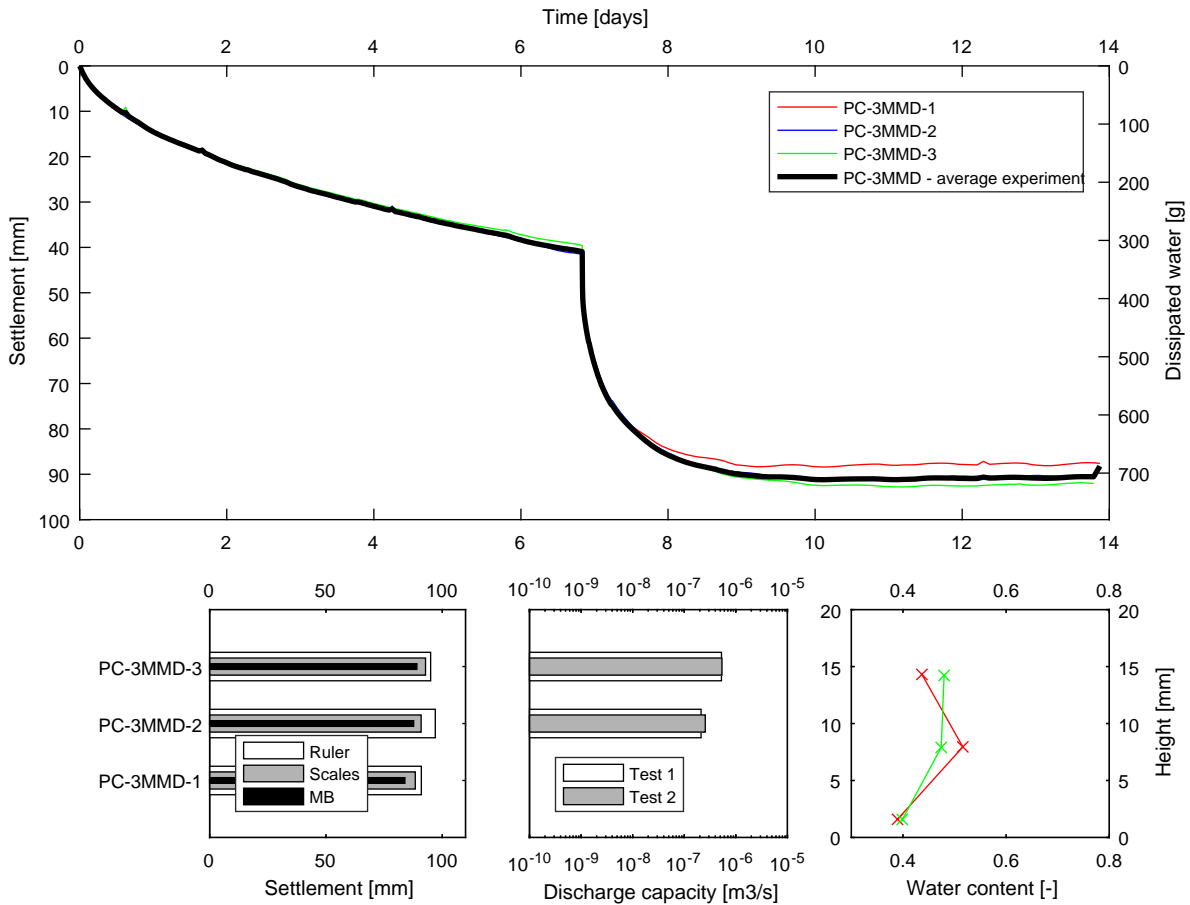 Time [days]
0 2 4 6 8 10 12 14
0 10 20 30 40 50 60 70 80 90 100
Settlement [mm]
0 100 200 300 400 500 600 700
Dissipated water [g]
PC-3MMD-1
PC-3MMD-2
PC-3MMD-3
PC-3MMD - average experiment
0 2 4 6 8 10 12 14
0 50 100
PC-3MMD-3
PC-3MMD-2
PC-3MMD-1
Ruler
Scales
MB
0 50 100
Settlement [mm]
10^-10 10^-9 10^-8 10^-7 10^-6 10^-5
Test 1
Test 2
10^-10 10^-9 10^-8 10^-7 10^-6 10^-5
Discharge capacity [m3/s]
0.4 0.6 0.8
20 15 10 5 0
20 15 10 5 0
Height [mm]
0.4 0.6 0.8
Water content [-]